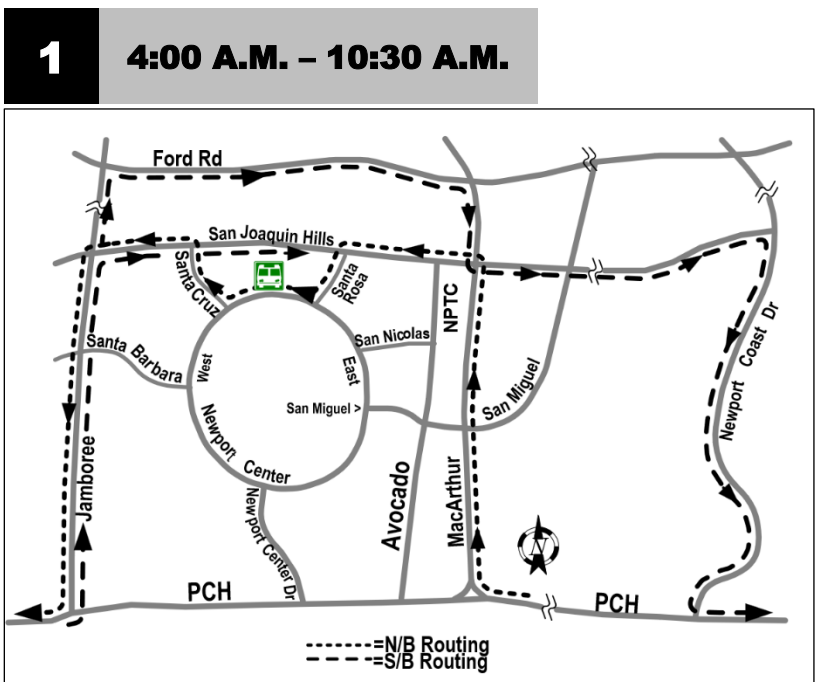 1
4:00 A.M. – 10:30 A.M.
Ford Rd
San Joaquin Hills
Santa Cruz
Santa
Rosa
NPTC
San Nicolas
Santa Barbara
West
East
San Miguel >
San Miguel
Newport
Center
Newport Coast Dr
Jamboree
Newport Center Dr
Avocado
MacArthur
N
PCH
PCH
=N/B Routing
=S/B Routing